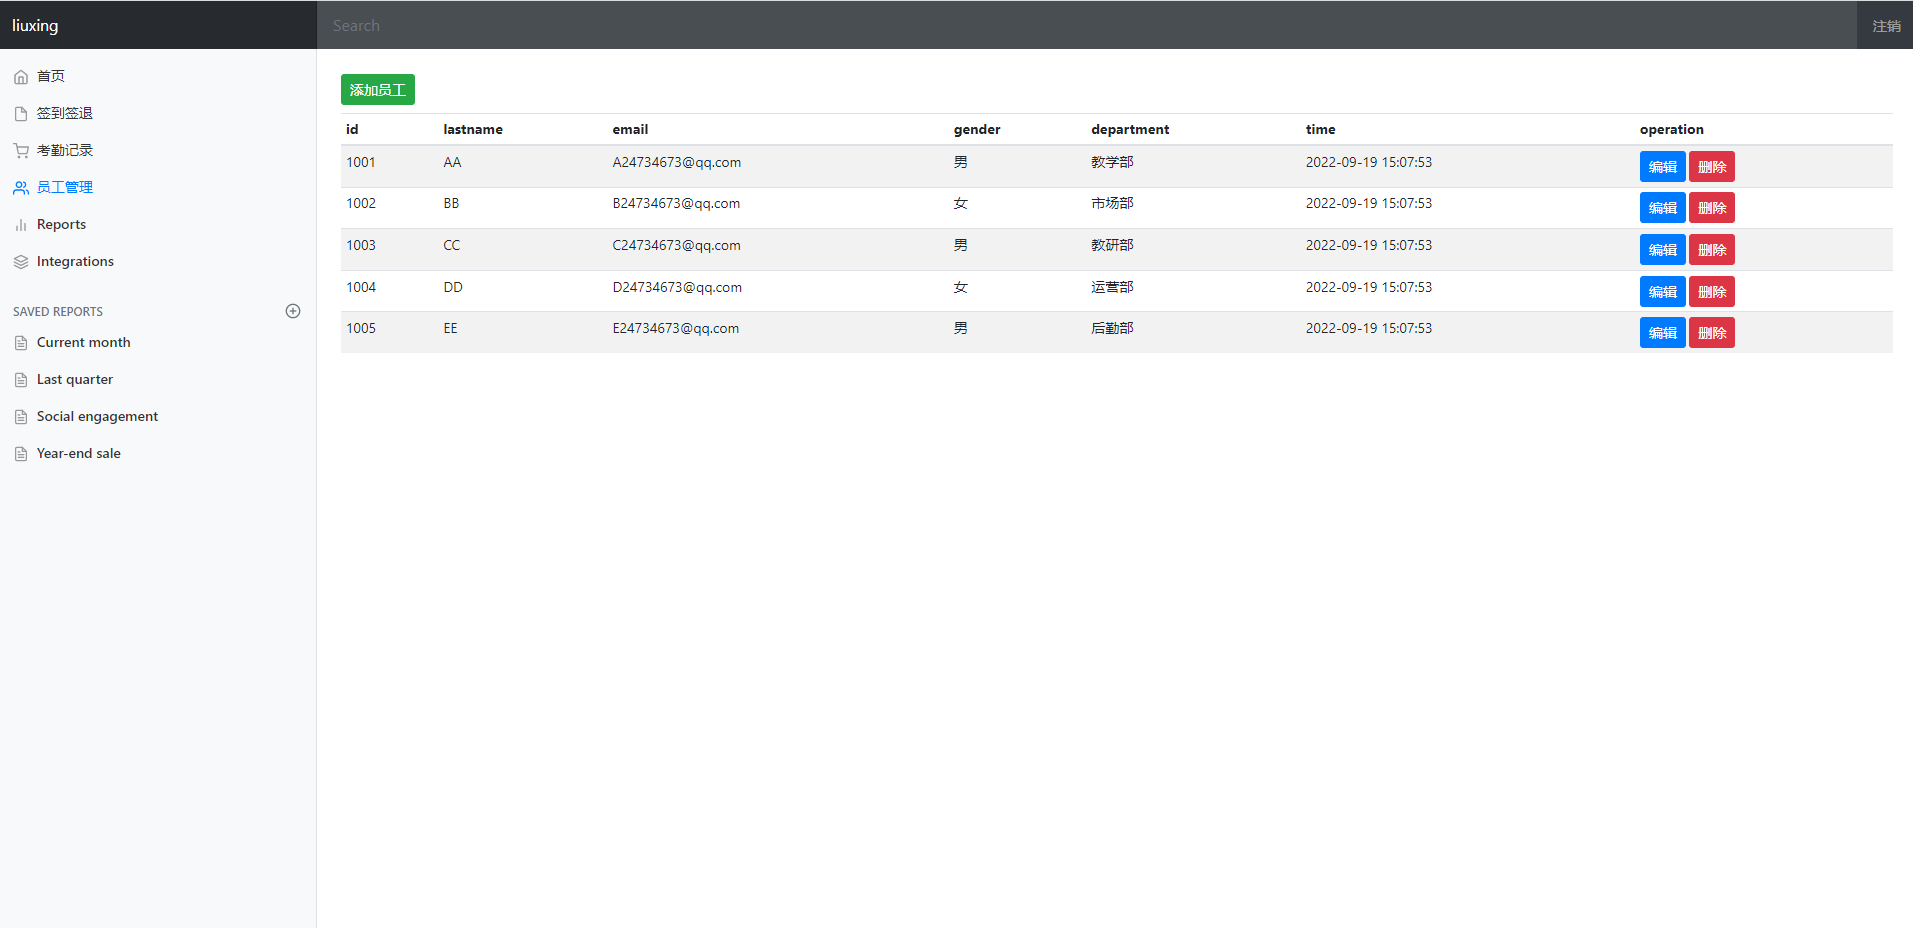 liuxing Search 注销
首页
签到签退
考勤记录
员工管理
Reports
Integrations
SAVED REPORTS
Current month
Last quarter
Social engagement
Year-end sale
添加员工
id lastname email gender department time operation
1001 AA A24734673@qq.com 男 教学部 2022-09-19 15:07:53 编辑 删除
1002 BB B24734673@qq.com 女 市场部 2022-09-19 15:07:53 编辑 删除
1003 CC C24734673@qq.com 男 教研部 2022-09-19 15:07:53 编辑 删除
1004 DD D24734673@qq.com 女 运营部 2022-09-19 15:07:53 编辑 删除
1005 EE E24734673@qq.com 男 后勤部 2022-09-19 15:07:53 编辑 删除